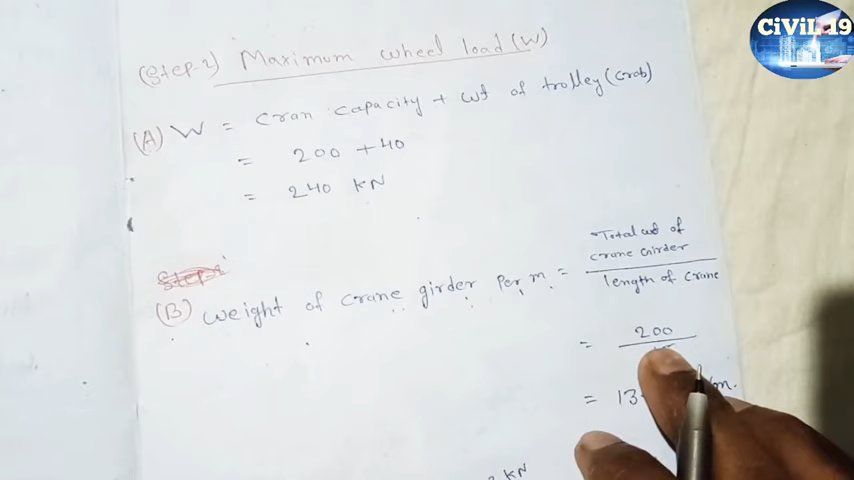 CiViL 19
(Step-2) Maximum wheel load (W)
(A) W = Cran capacity + wt of trolley (crab)
= 200 + 40
= 240 KN
Step-2
(B) Weight of crane girder Per m = Total wt of crane Girder / length of crane
= 200
= 13 /m.
KN